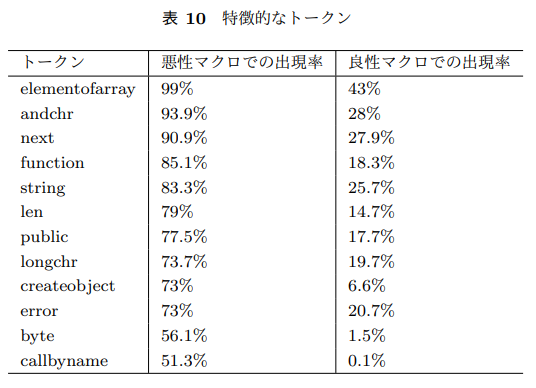 表 10 特徴的なトークン
トークン 悪性マクロでの出現率 良性マクロでの出現率
elementofarray 99% 43%
andchr 93.9% 28%
next 90.9% 27.9%
function 85.1% 18.3%
string 83.3% 25.7%
len 79% 14.7%
public 77.5% 17.7%
longchr 73.7% 19.7%
createobject 73% 6.6%
error 73% 20.7%
byte 56.1% 1.5%
callbyname 51.3% 0.1%